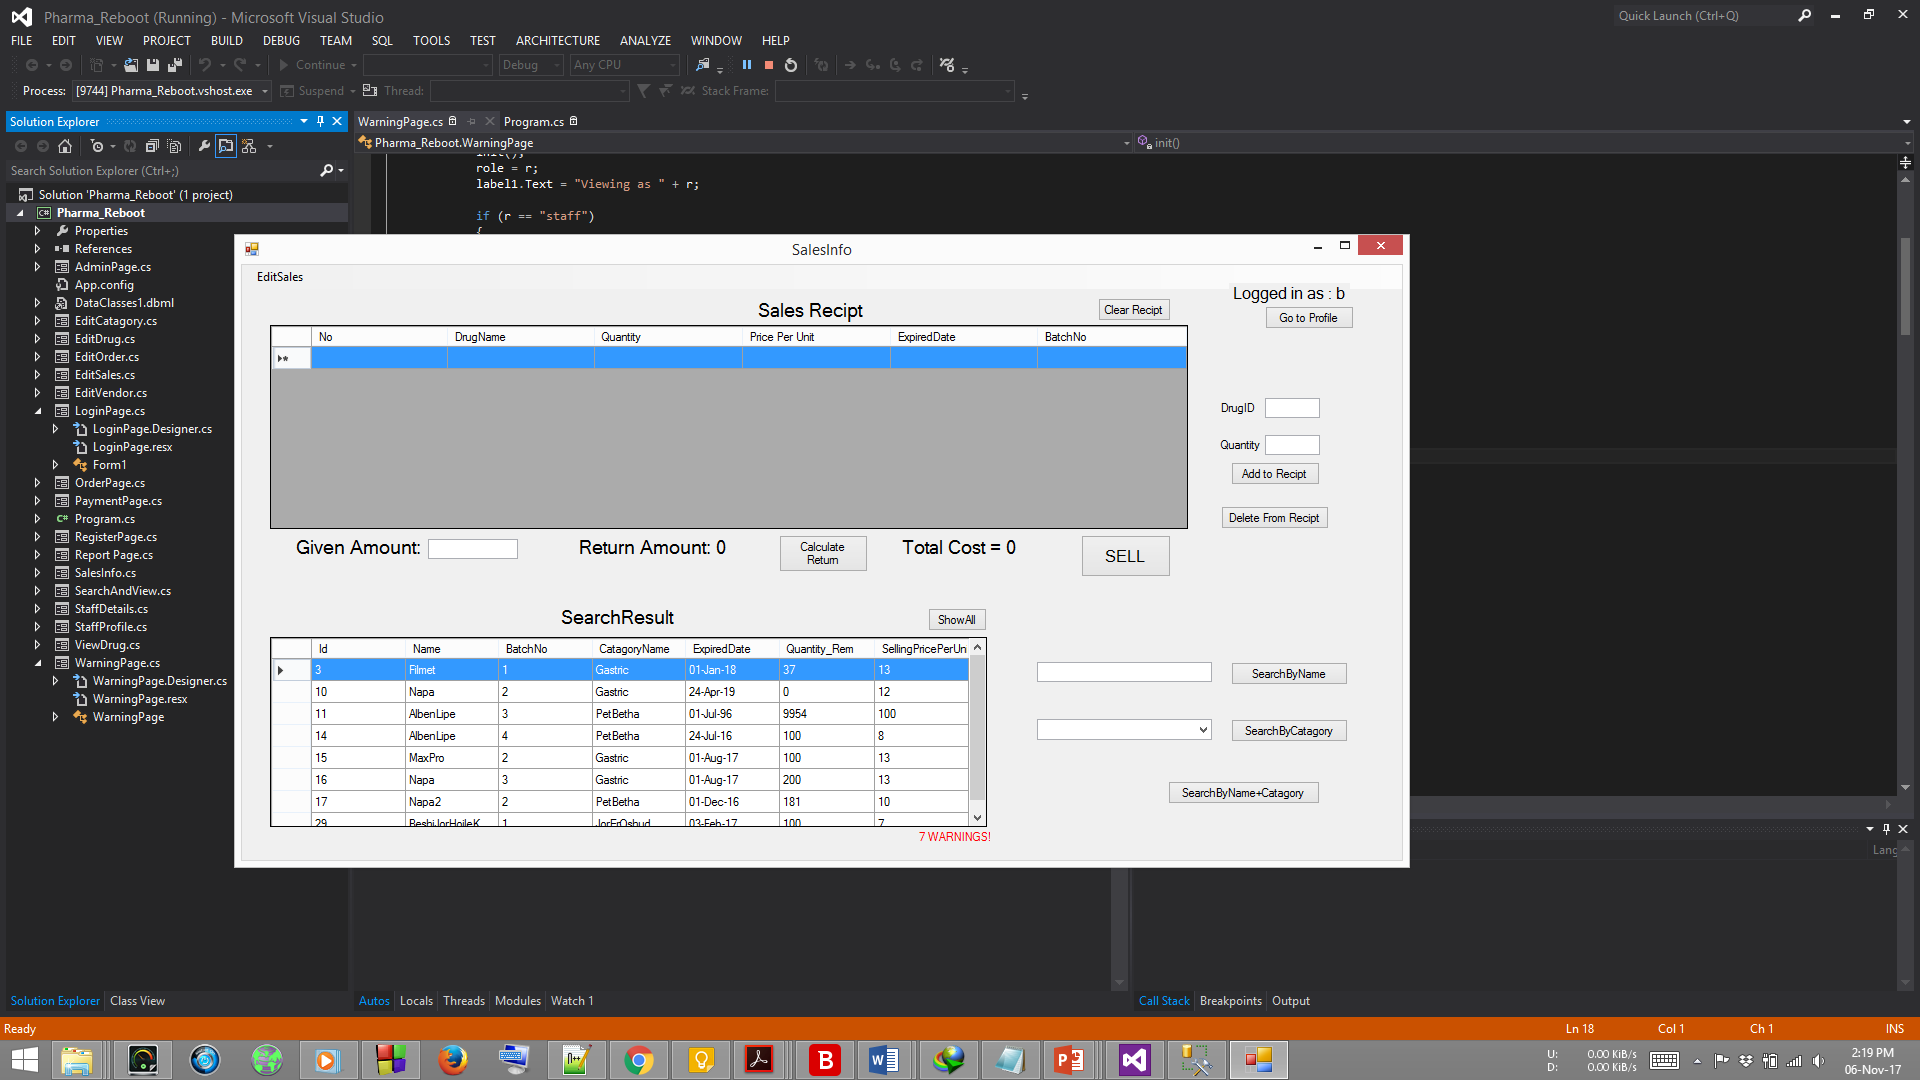 Pharma_Reboot (Running) - Microsoft Visual Studio
Quick Launch (Ctrl+Q)
FILE EDIT VIEW PROJECT BUILD DEBUG TEAM SQL TOOLS TEST ARCHITECTURE ANALYZE WINDOW HELP
Continue Debug Any CPU
Process: [9744] Pharma_Reboot.vshost.exe Suspend Thread: Stack Frame:
Solution Explorer
WarningPage.cs Program.cs
Pharma_Reboot.WarningPage init()
Search Solution Explorer (Ctrl+;)
init();
role = r;
label1.Text = "Viewing as " + r;
if (r == "staff")
{
Solution 'Pharma_Reboot' (1 project)
Pharma_Reboot
Properties
References
AdminPage.cs
App.config
DataClasses1.dbml
EditCatagory.cs
EditDrug.cs
EditOrder.cs
EditSales.cs
EditVendor.cs
LoginPage.cs
LoginPage.Designer.cs
LoginPage.resx
Form1
OrderPage.cs
PaymentPage.cs
Program.cs
RegisterPage.cs
Report Page.cs
SalesInfo.cs
SearchAndView.cs
StaffDetails.cs
StaffProfile.cs
ViewDrug.cs
WarningPage.cs
WarningPage.Designer.cs
WarningPage.resx
WarningPage
SalesInfo
EditSales
Logged in as : b
Go to Profile
Sales Recipt
Clear Recipt
No DrugName Quantity Price Per Unit ExpiredDate BatchNo
DrugID
Quantity
Add to Recipt
Delete From Recipt
Given Amount: Return Amount: 0 Calculate Return Total Cost = 0 SELL
SearchResult
ShowAll
Id Name BatchNo CatagoryName ExpiredDate Quantity_Rem SellingPricePerUn
3 Filmet 1 Gastric 01-Jan-18 37 13
10 Napa 2 Gastric 24-Apr-19 0 12
11 AlbenLipe 3 PetBetha 01-Jul-96 9954 100
14 AlbenLipe 4 PetBetha 24-Jul-16 100 8
15 MaxPro 2 Gastric 01-Aug-17 100 13
16 Napa 3 Gastric 01-Aug-17 200 13
17 Napa2 2 PetBetha 01-Dec-16 181 10
29 BeshiJorHoileK 1 JorErOshud 03-Feb-17 100 7
SearchByName
SearchByCatagory
SearchByName+Catagory
7 WARNINGS!
Lang
Solution Explorer Class View
Autos Locals Threads Modules Watch 1
Call Stack Breakpoints Output
Ready Ln 18 Col 1 Ch 1 INS
U: 0.00 KiB/s
D: 0.00 KiB/s
2:19 PM
06-Nov-17